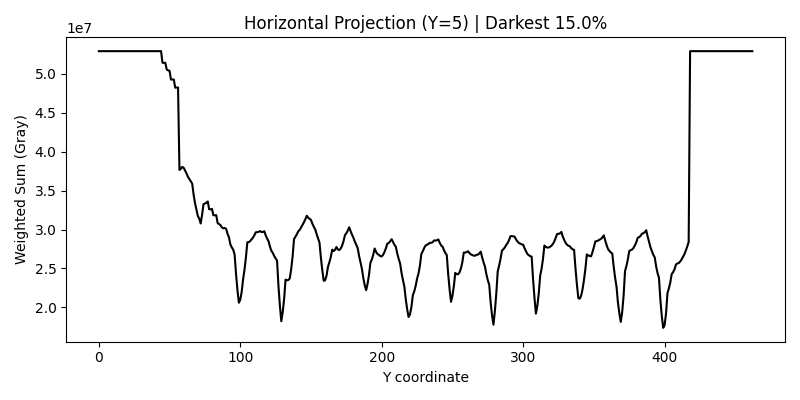 Horizontal Projection (Y=5) | Darkest 15.0%
1e7
5.0
4.5
4.0
3.5
3.0
2.5
2.0
Weighted Sum (Gray)
0 100 200 300 400
Y coordinate